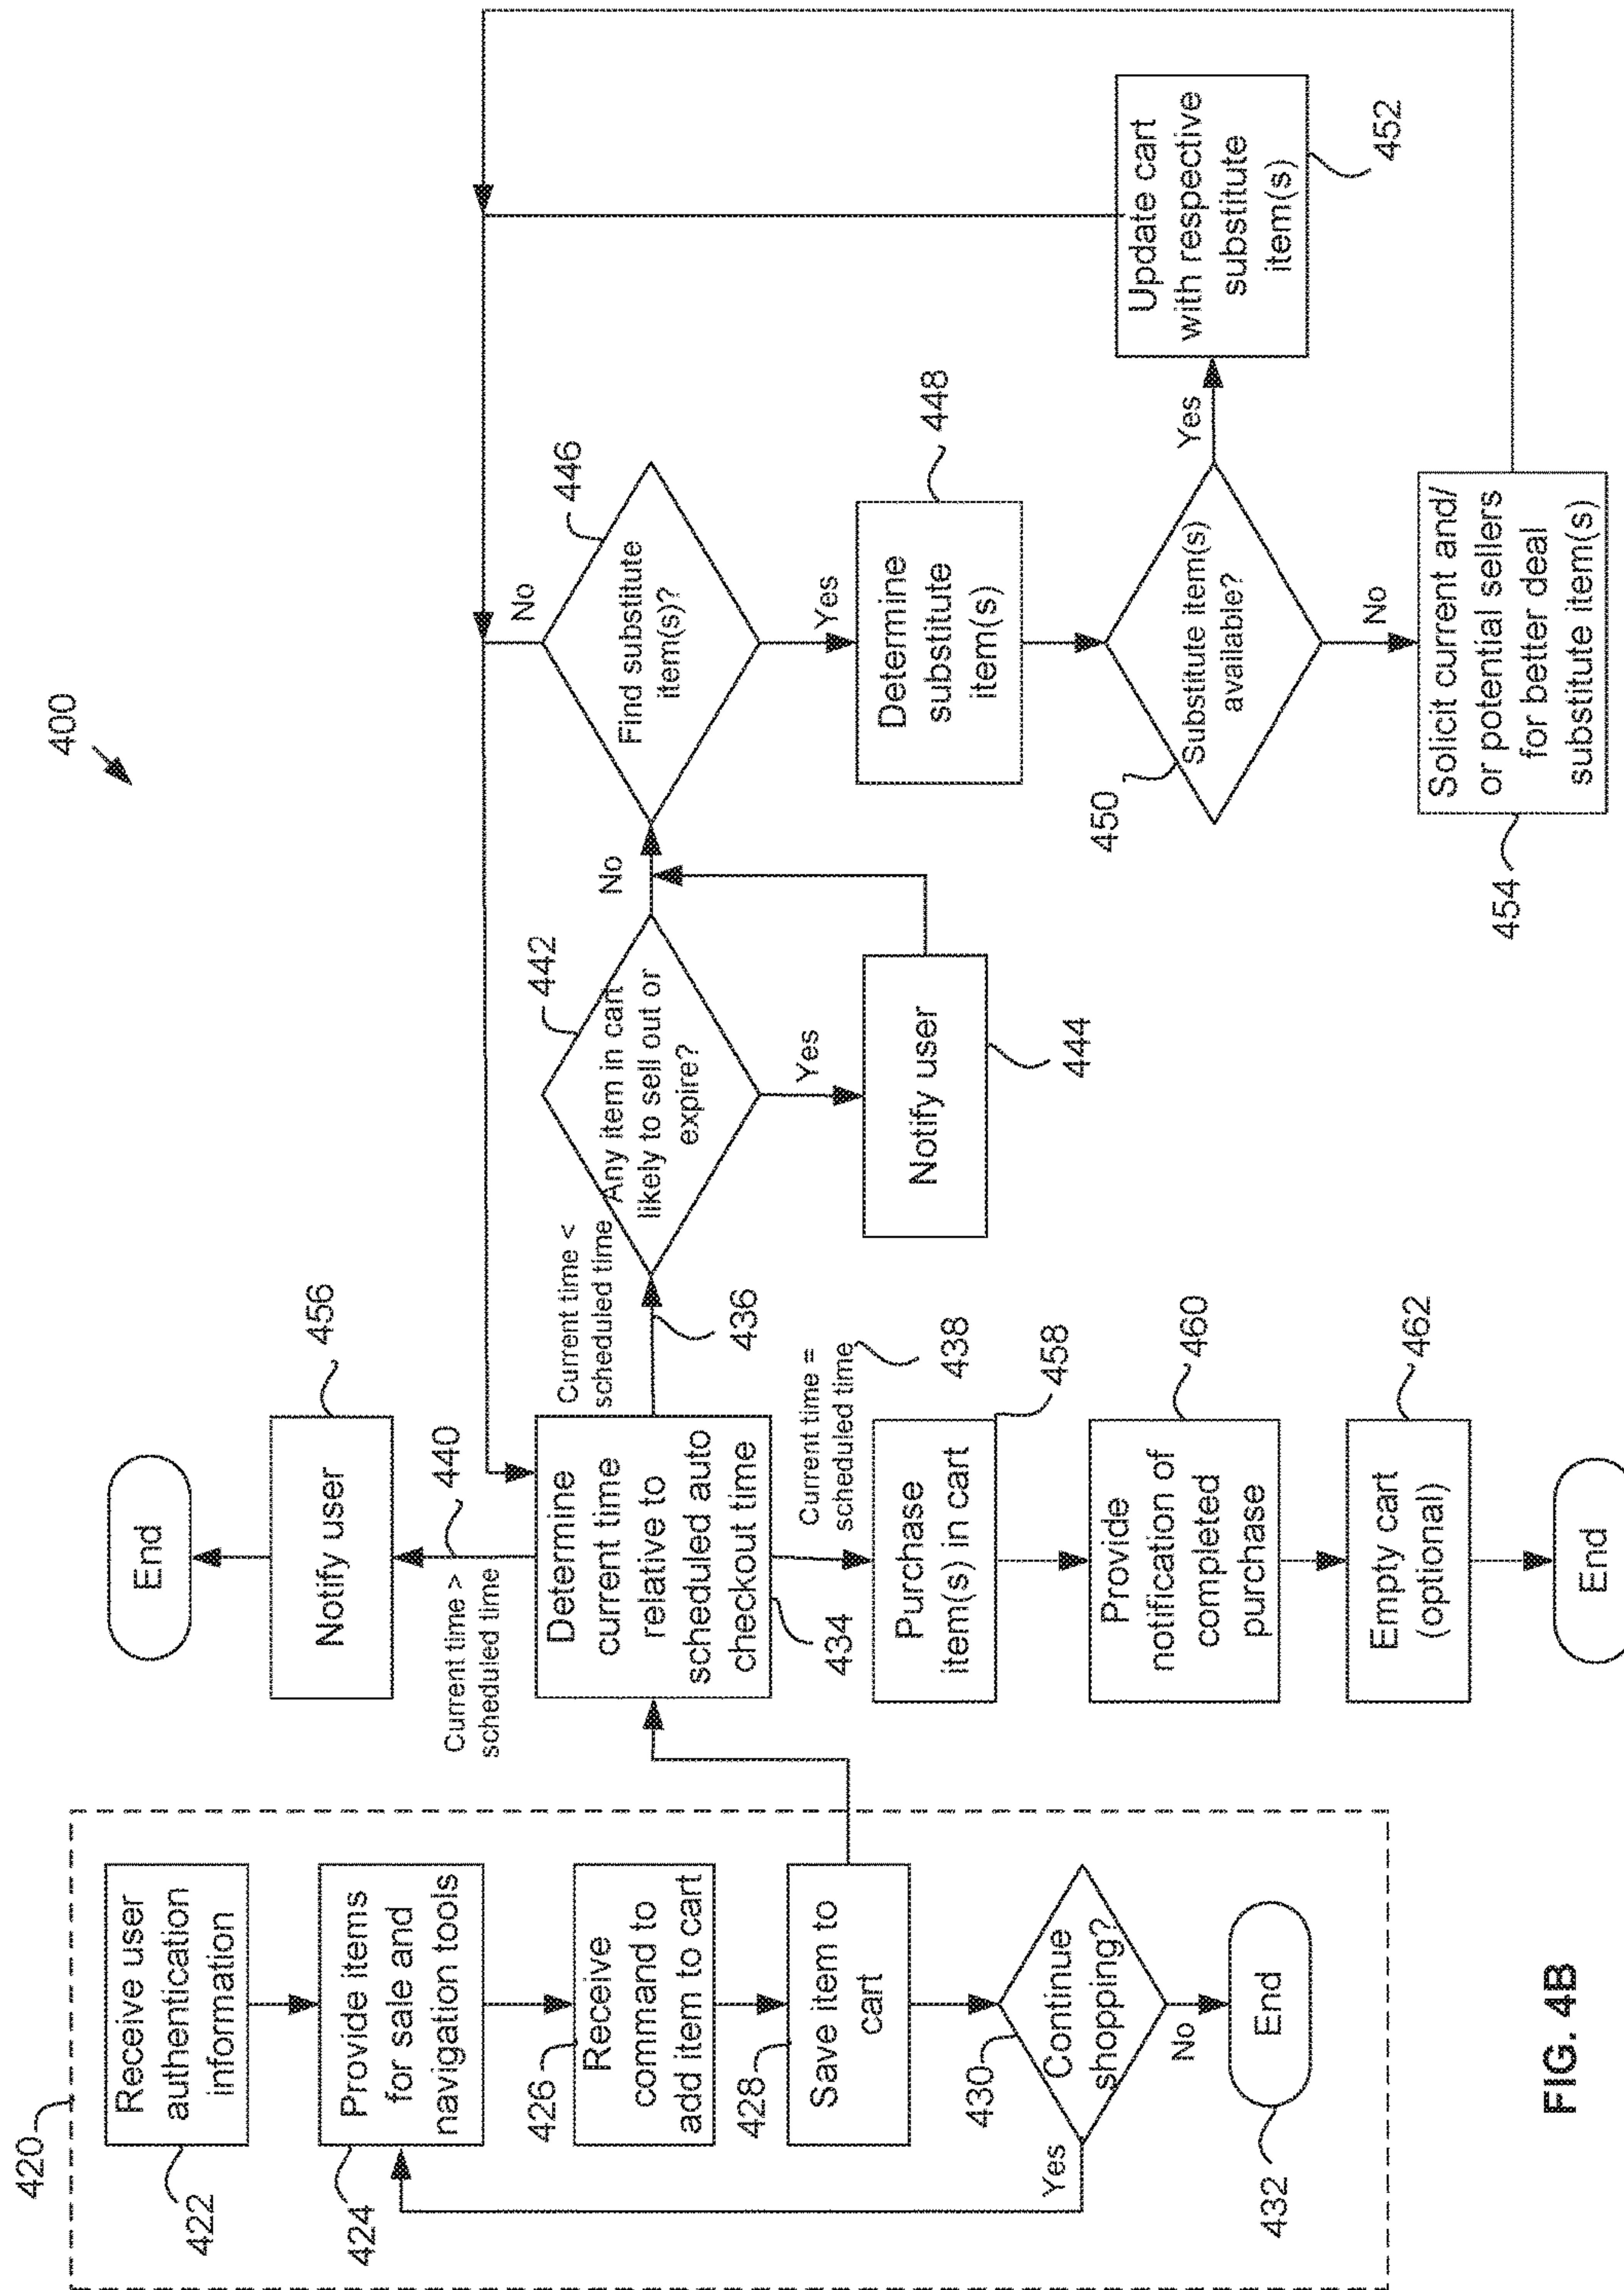 400
420
Receive user
authentication
information
422
Provide items
for sale and
navigation tools
424
Receive
command to
add item to cart
426
Save item to
cart
428
Continue
shopping?
430
Yes
No
End
432
End
Notify user
456
Current time >
scheduled time
440
Determine
current time
relative to
scheduled auto
checkout time
434
Current time <
scheduled time
436
Current time =
scheduled time
438
Purchase
item(s) in cart
458
Provide
notification of
completed
purchase
460
Empty cart
(optional)
462
End
Any item in cart
likely to sell out or
expire?
442
No
Yes
Notify user
444
Find substitute
item(s)?
446
No
Yes
Determine
substitute
item(s)
448
Substitute item(s)
available?
450
Yes
No
Update cart
with respective
substitute
item(s)
452
Solicit current and/
or potential sellers
for better deal
substitute item(s)
454
FIG. 4B